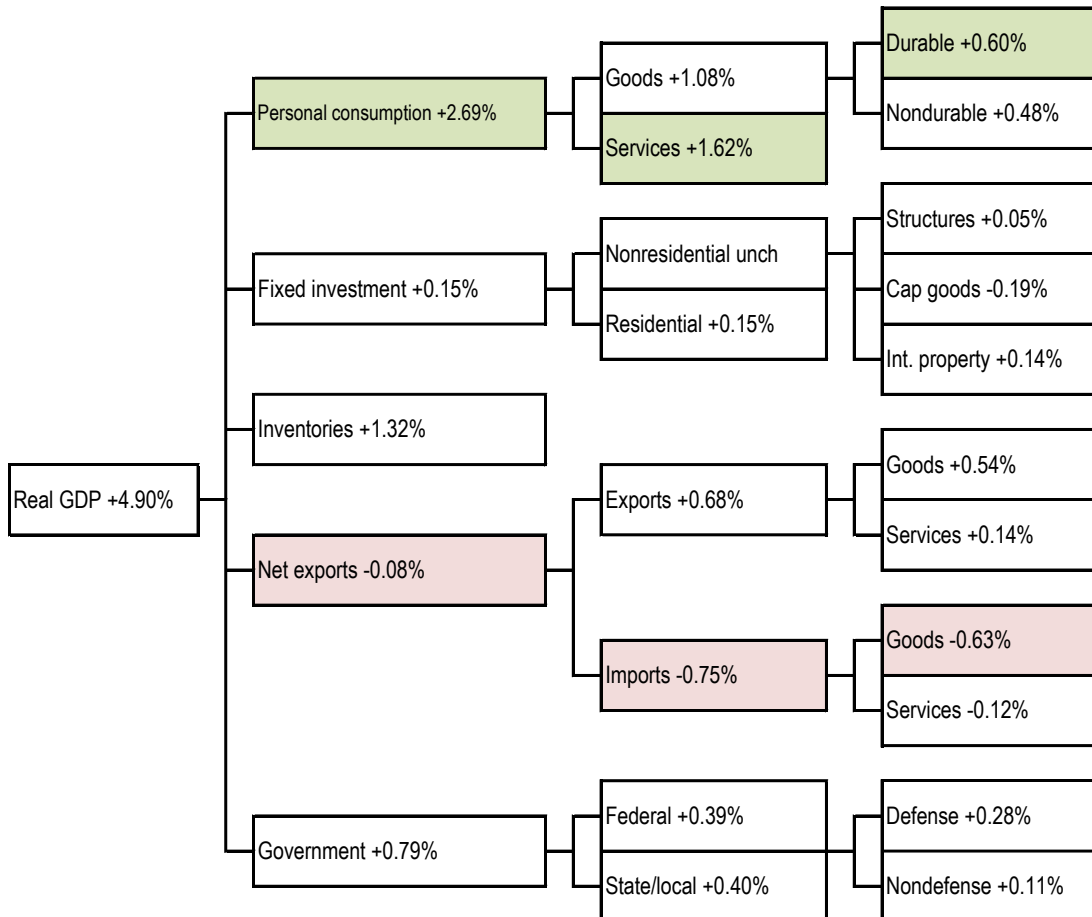 Real GDP +4.90%
Personal consumption +2.69%
Goods +1.08%
Durable +0.60%
Nondurable +0.48%
Services +1.62%
Fixed investment +0.15%
Nonresidential unch
Structures +0.05%
Cap goods -0.19%
Int. property +0.14%
Residential +0.15%
Inventories +1.32%
Net exports -0.08%
Exports +0.68%
Goods +0.54%
Services +0.14%
Imports -0.75%
Goods -0.63%
Services -0.12%
Government +0.79%
Federal +0.39%
Defense +0.28%
Nondefense +0.11%
State/local +0.40%